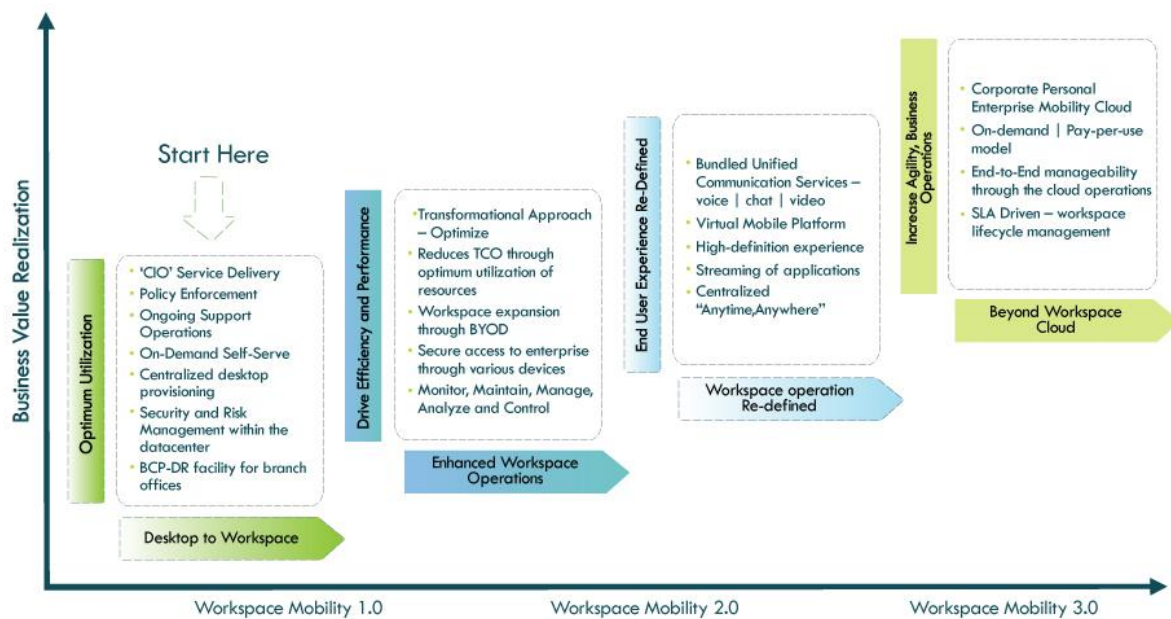 Business Value Realization
Start Here
Optimum Utilization
• 'CIO' Service Delivery
• Policy Enforcement
• Ongoing Support
Operations
• On-Demand Self-Serve
• Centralized desktop
provisioning
• Security and Risk
Management within the
datacenter
• BCP-DR facility for branch
offices
Desktop to Workspace
Drive Efficiency and Performance
• Transformational Approach
– Optimize
• Reduces TCO through
optimum utilization of
resources
• Workspace expansion
through BYOD
• Secure access to enterprise
through various devices
• Monitor, Maintain, Manage,
Analyze and Control
Enhanced Workspace
Operations
End User Experience Re-Defined
• Bundled Unified
Communication Services –
voice | chat | video
• Virtual Mobile Platform
• High-definition experience
• Streaming of applications
• Centralized
"Anytime,Anywhere"
Workspace operation
Re-defined
Increase Agility, Business
Operations
• Corporate Personal
Enterprise Mobility Cloud
• On-demand | Pay-per-use
model
• End-to-End manageability
through the cloud operations
• SLA Driven – workspace
lifecycle management
Beyond Workspace
Cloud
Workspace Mobility 1.0
Workspace Mobility 2.0
Workspace Mobility 3.0